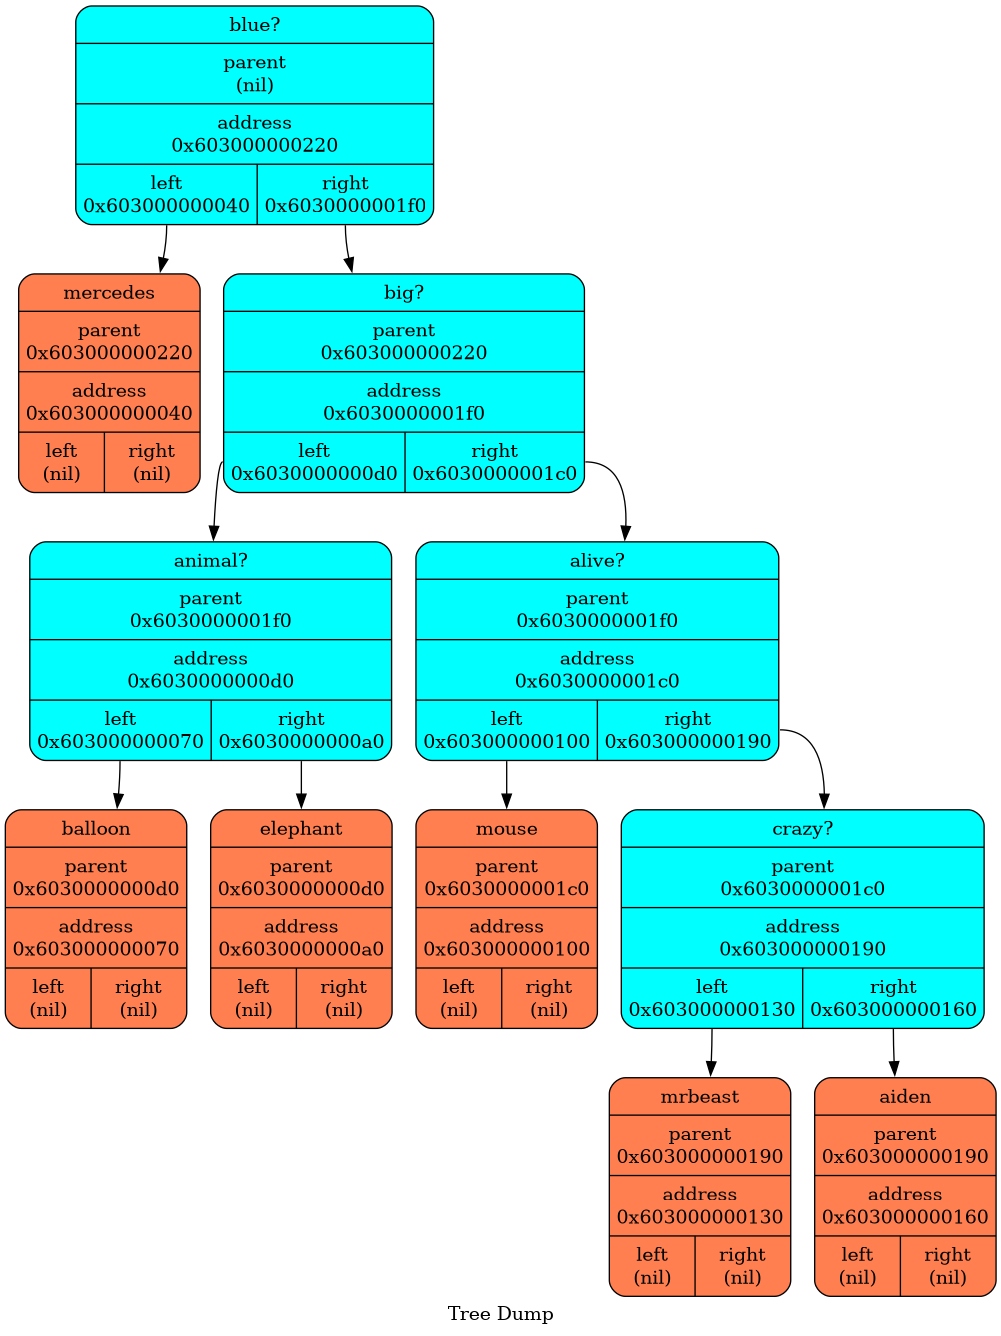 blue?
parent
(nil)
address
0x603000000220
left
0x603000000040
right
0x6030000001f0
mercedes
parent
0x603000000220
address
0x603000000040
left
(nil)
right
(nil)
big?
parent
0x603000000220
address
0x6030000001f0
left
0x6030000000d0
right
0x6030000001c0
animal?
parent
0x6030000001f0
address
0x6030000000d0
left
0x603000000070
right
0x6030000000a0
alive?
parent
0x6030000001f0
address
0x6030000001c0
left
0x603000000100
right
0x603000000190
balloon
parent
0x6030000000d0
address
0x603000000070
left
(nil)
right
(nil)
elephant
parent
0x6030000000d0
address
0x6030000000a0
left
(nil)
right
(nil)
mouse
parent
0x6030000001c0
address
0x603000000100
left
(nil)
right
(nil)
crazy?
parent
0x6030000001c0
address
0x603000000190
left
0x603000000130
right
0x603000000160
mrbeast
parent
0x603000000190
address
0x603000000130
left
(nil)
right
(nil)
aiden
parent
0x603000000190
address
0x603000000160
left
(nil)
right
(nil)
Tree Dump